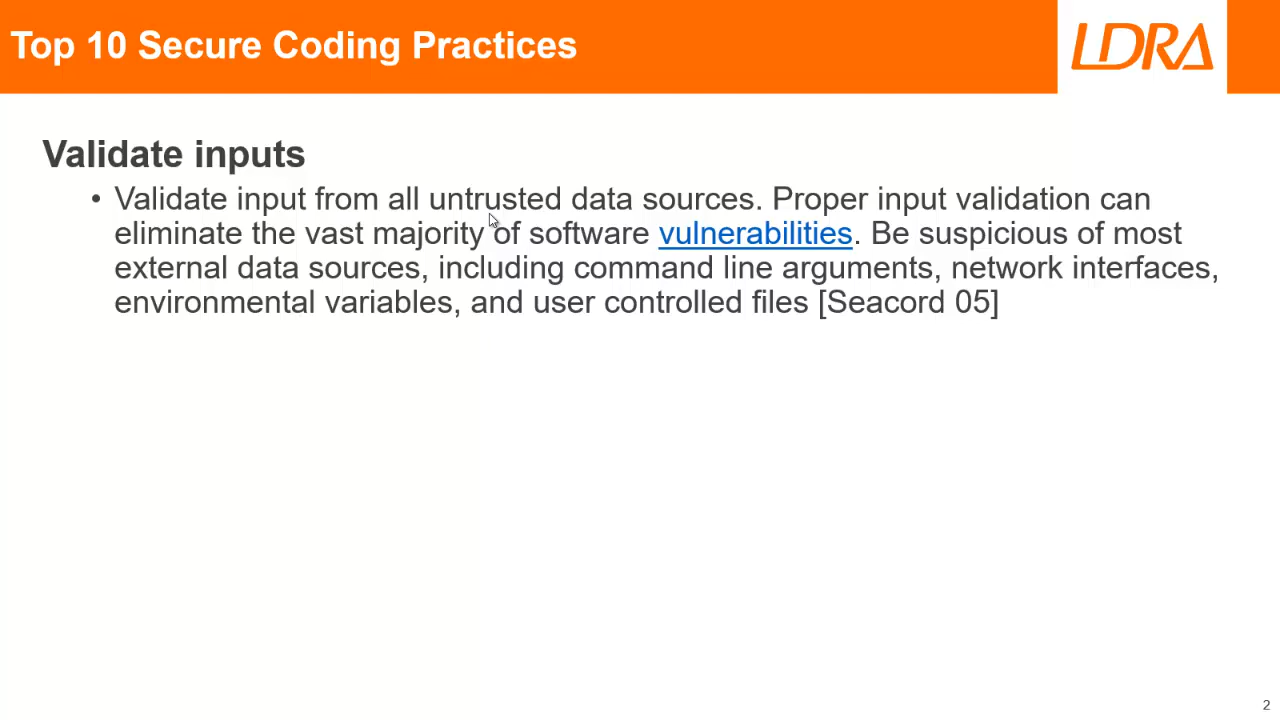 Top 10 Secure Coding Practices
LDRA
Validate inputs
• Validate input from all untrusted data sources. Proper input validation can
eliminate the vast majority of software vulnerabilities. Be suspicious of most
external data sources, including command line arguments, network interfaces,
environmental variables, and user controlled files [Seacord 05]
2